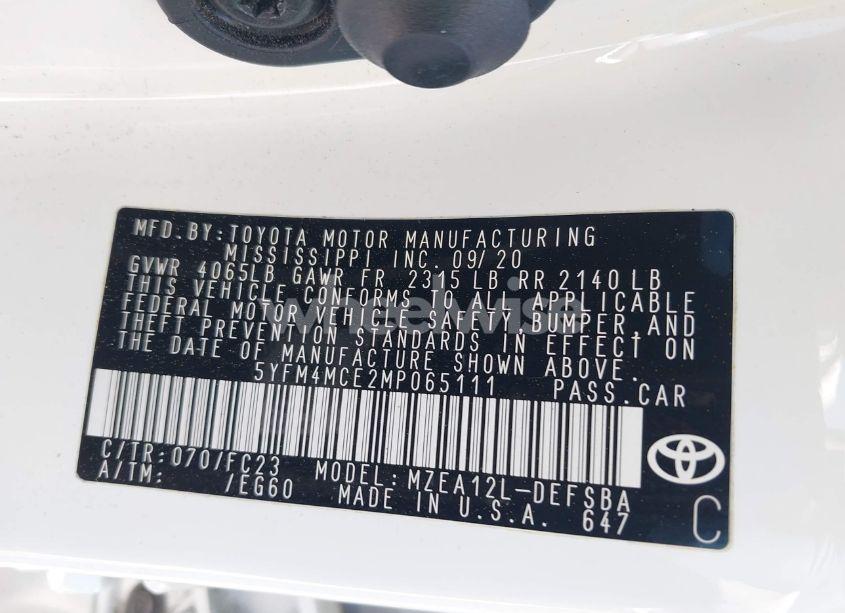 MFD.BY:TOYOTA MOTOR MANUFACTURING
MISSISSIPPI INC. 09/20
GVWR 4065LB GAWR FR 2315 LB RR 2140 LB
THIS VEHICLE CONFORMS TO ALL APPLICABLE
FEDERAL MOTOR VEHICLE SAFETY, BUMPER, AND
THEFT PREVENTION STANDARDS IN EFFECT ON
THE DATE OF MANUFACTURE SHOWN ABOVE.
5YFM4MCE2MP065111 PASS.CAR
C/TR:070/FC23 MODEL:MZEA12L-DEFSBA
A/TM: /EG60 MADE IN U.S.A. 647 C
wheelwise